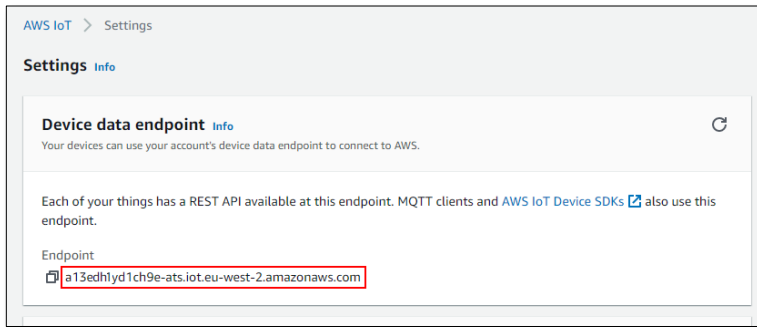 AWS IoT > Settings
Settings Info
Device data endpoint Info
Your devices can use your account's device data endpoint to connect to AWS.
Each of your things has a REST API available at this endpoint. MQTT clients and AWS IoT Device SDKs also use this
endpoint.
Endpoint
a13edh1yd1ch9e-ats.iot.eu-west-2.amazonaws.com